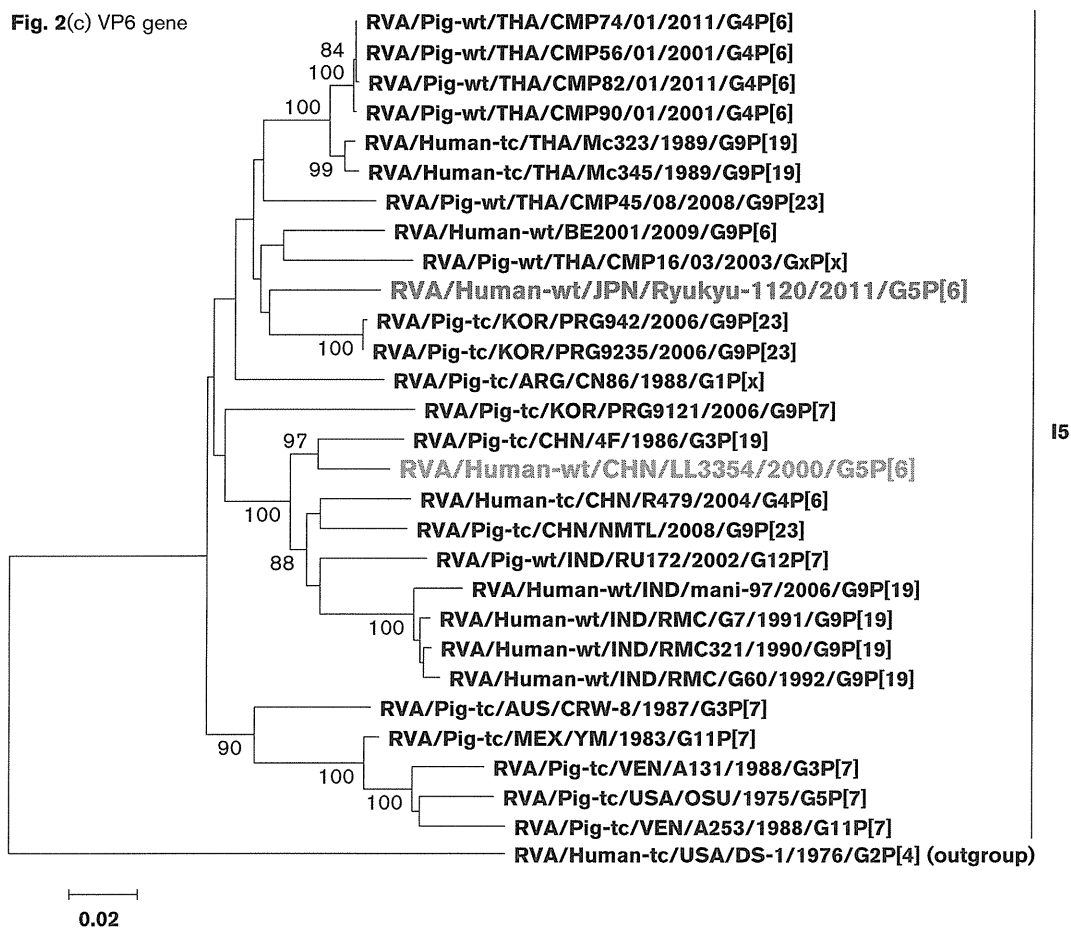 Fig. 2(c) VP6 gene
RVA/Pig-wt/THA/CMP74/01/2011/G4P[6]
84
RVA/Pig-wt/THA/CMP56/01/2001/G4P[6]
100
RVA/Pig-wt/THA/CMP82/01/2011/G4P[6]
100
RVA/Pig-wt/THA/CMP90/01/2001/G4P[6]
RVA/Human-tc/THA/Mc323/1989/G9P[19]
99
RVA/Human-tc/THA/Mc345/1989/G9P[19]
RVA/Pig-wt/THA/CMP45/08/2008/G9P[23]
RVA/Human-wt/BE2001/2009/G9P[6]
RVA/Pig-wt/THA/CMP16/03/2003/GxP[x]
RVA/Human-wt/JPN/Ryukyu-1120/2011/G5P[6]
RVA/Pig-tc/KOR/PRG942/2006/G9P[23]
100
RVA/Pig-tc/KOR/PRG9235/2006/G9P[23]
RVA/Pig-tc/ARG/CN86/1988/G1P[x]
RVA/Pig-tc/KOR/PRG9121/2006/G9P[7]
I5
97
RVA/Pig-tc/CHN/4F/1986/G3P[19]
RVA/Human-wt/CHN/LL3354/2000/G5P[6]
RVA/Human-tc/CHN/R479/2004/G4P[6]
100
RVA/Pig-tc/CHN/NMTL/2008/G9P[23]
88
RVA/Pig-wt/IND/RU172/2002/G12P[7]
RVA/Human-wt/IND/mani-97/2006/G9P[19]
RVA/Human-wt/IND/RMC/G7/1991/G9P[19]
100
RVA/Human-wt/IND/RMC321/1990/G9P[19]
RVA/Human-wt/IND/RMC/G60/1992/G9P[19]
RVA/Pig-tc/AUS/CRW-8/1987/G3P[7]
90
RVA/Pig-tc/MEX/YM/1983/G11P[7]
100
RVA/Pig-tc/VEN/A131/1988/G3P[7]
100
RVA/Pig-tc/USA/OSU/1975/G5P[7]
RVA/Pig-tc/VEN/A253/1988/G11P[7]
RVA/Human-tc/USA/DS-1/1976/G2P[4] (outgroup)
0.02